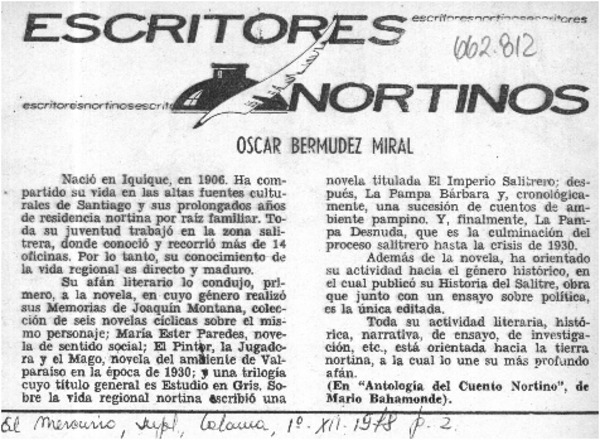 ESCRITORES
escritoresnortinosescritores
662.812
escritoresnortinosescrito
NORTINOS
OSCAR BERMUDEZ MIRAL
Nació en Iquique, en 1906. Ha com-
partido su vida en las altas fuentes cultu-
rales de Santiago y sus prolongados años
de residencia nortina por raíz familiar. To-
da su juventud trabajó en la zona sali-
trera, donde conoció y recorrió más de 14
oficinas. Por lo tanto, su conocimiento de
la vida regional es directo y maduro.
Su afán literario lo condujo, pri-
mero, a la novela, en cuyo género realizó
sus Memorias de Joaquín Montana, colec-
ción de seis novelas cíclicas sobre el mis-
mo personaje; María Ester Paredes, nove-
la de sentido social; El Pintor, la Jugado-
ra y el Mago, novela del ambiente de Val-
paraíso en la época de 1930; y una trilogía
cuyo título general es Estudio en Gris. So-
bre la vida regional nortina escribió una
novela titulada El Imperio Salitrero; des-
pués, La Pampa Bárbara y, cronológica-
mente, una sucesión de cuentos de am-
biente pampino. Y, finalmente, La Pam-
pa Desnuda, que es la culminación del
proceso salitrero hasta la crisis de 1930.
Además de la novela, ha orientado
su actividad hacia el género histórico, en
el cual publicó su Historia del Salitre, obra
que junto con un ensayo sobre política,
es la única editada.
Toda su actividad literaria, histó-
rica, narrativa, de ensayo, de investiga-
ción, etc., está orientada hacia la tierra
nortina, a la cual lo une su más profundo
afán.
(En "Antología del Cuento Nortino", de
Mario Bahamonde).
El Mercurio, supl, Calama, 1º-XII-1978 p. 2.